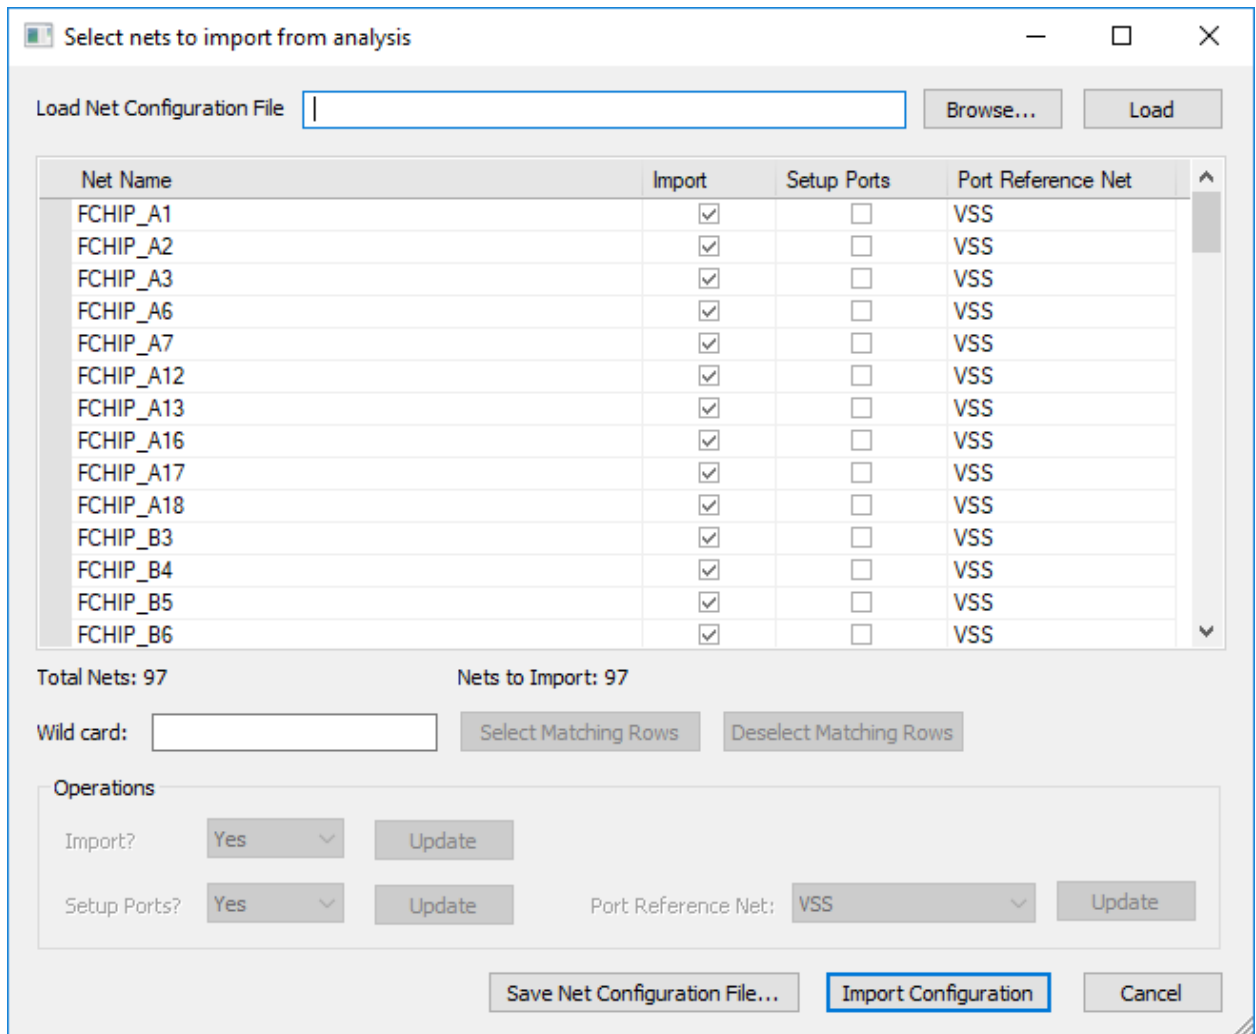 Select nets to import from analysis
Load Net Configuration File Browse... Load
Net Name Import Setup Ports Port Reference Net
FCHIP_A1 VSS
FCHIP_A2 VSS
FCHIP_A3 VSS
FCHIP_A6 VSS
FCHIP_A7 VSS
FCHIP_A12 VSS
FCHIP_A13 VSS
FCHIP_A16 VSS
FCHIP_A17 VSS
FCHIP_A18 VSS
FCHIP_B3 VSS
FCHIP_B4 VSS
FCHIP_B5 VSS
FCHIP_B6 VSS
Total Nets: 97 Nets to Import: 97
Wild card: Select Matching Rows Deselect Matching Rows
Operations
Import? Yes Update
Setup Ports? Yes Update Port Reference Net: VSS Update
Save Net Configuration File... Import Configuration Cancel